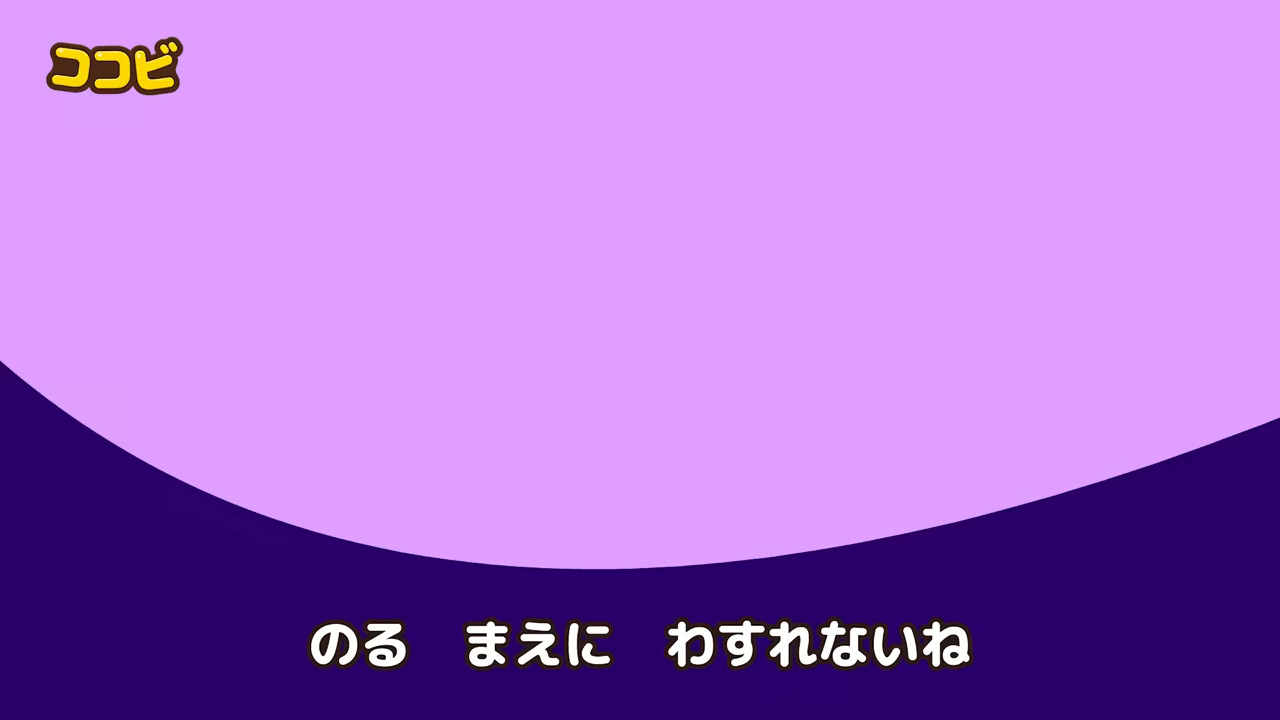 ココビ
のる　まえに　わすれないね